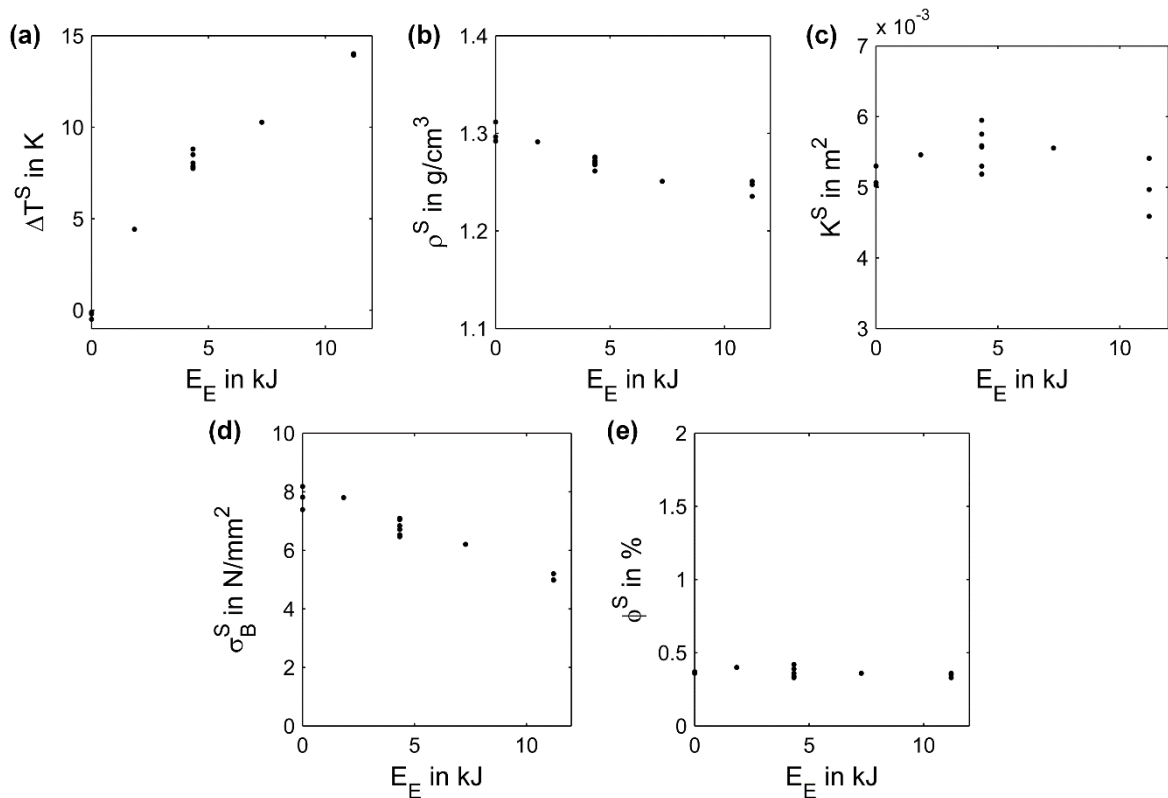 (a)
15
10
5
0
ΔT^S in K
0 5 10
E_E in kJ
(b)
1.4
1.3
1.2
1.1
ρ^S in g/cm^3
0 5 10
E_E in kJ
(c)
x 10^-3
7
6
5
4
3
K^S in m^2
0 5 10
E_E in kJ
(d)
10
8
6
4
2
0
σ_B^S in N/mm^2
0 5 10
E_E in kJ
(e)
2
1.5
1
0.5
0
ϕ^S in %
0 5 10
E_E in kJ